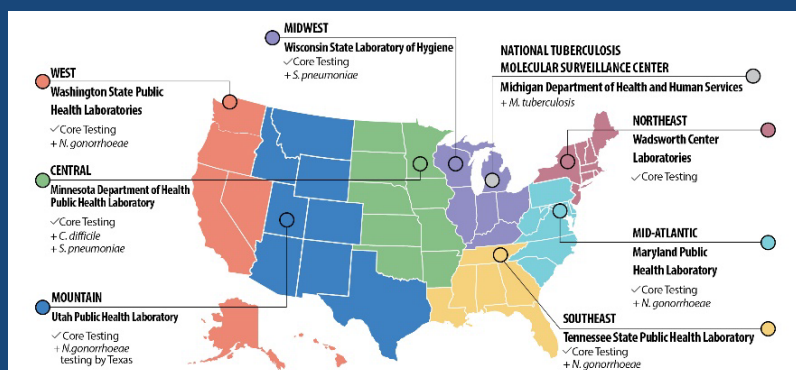 MIDWEST
Wisconsin State Laboratory of Hygiene
✓Core Testing
+ S. pneumoniae
NATIONAL TUBERCULOSIS
MOLECULAR SURVEILLANCE CENTER
Michigan Department of Health and Human Services
+ M. tuberculosis
WEST
Washington State Public
Health Laboratories
✓Core Testing
+ N. gonorrhoeae
NORTHEAST
Wadsworth Center
Laboratories
✓Core Testing
CENTRAL
Minnesota Department of Health
Public Health Laboratory
✓Core Testing
+ C. difficile
+ S. pneumoniae
MID-ATLANTIC
Maryland Public
Health Laboratory
✓Core Testing
+ N. gonorrhoeae
MOUNTAIN
Utah Public Health Laboratory
✓Core Testing
+ N.gonorrhoeae
testing by Texas
SOUTHEAST
Tennessee State Public Health Laboratory
✓Core Testing
+ N. gonorrhoeae